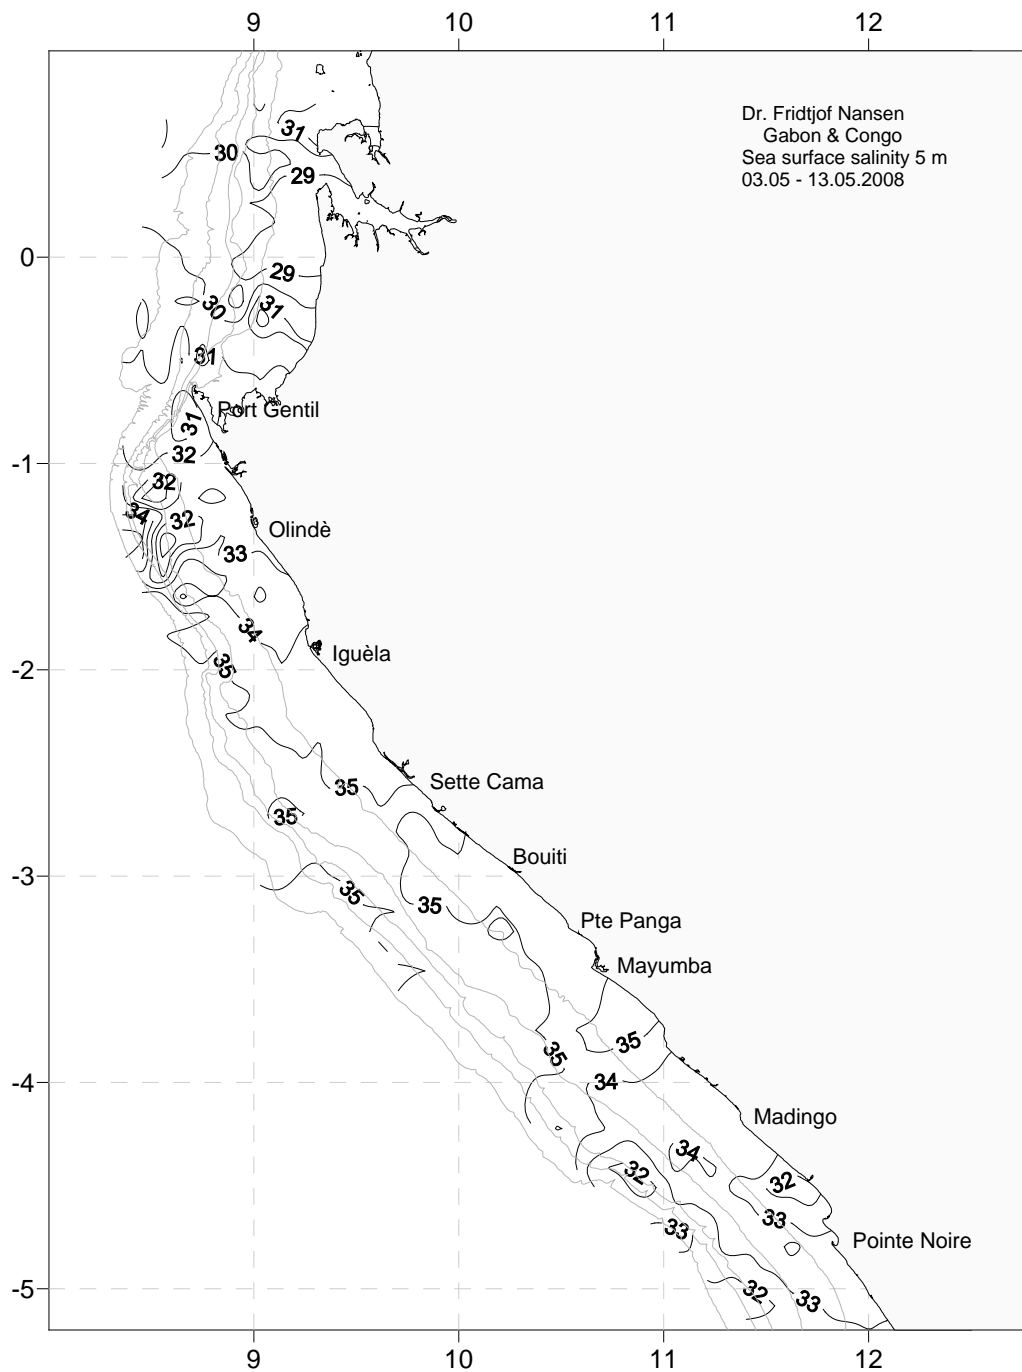 9 10 11 12
Dr. Fridtjof Nansen
Gabon & Congo
Sea surface salinity 5 m
03.05 - 13.05.2008
31
30
29
0
29
30
31
31
Port Gentil
31
32
-1
32
34
32
Olindè
33
34
Iguèla
35
-2
35
Sette Cama
35
Bouiti
-3
35
35
Pte Panga
Mayumba
35
35
34
-4
Madingo
34
32
32
33
33
Pointe Noire
-5
32
33
9 10 11 12